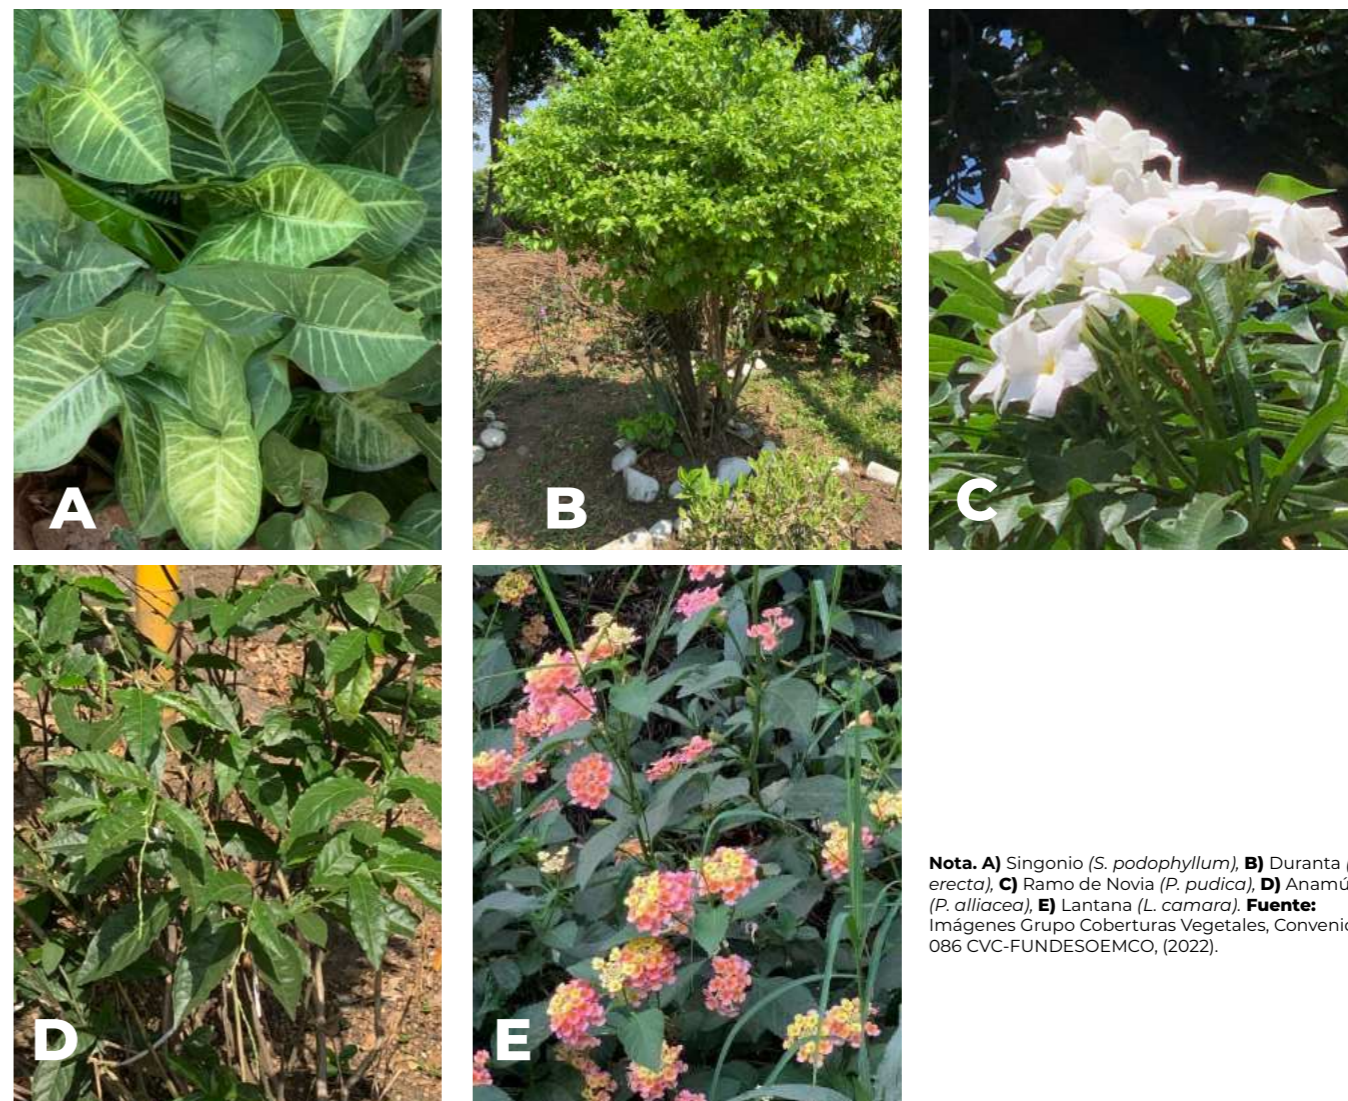 A
B
C
D
E
Nota. A) Singonio (S. podophyllum), B) Duranta (
erecta), C) Ramo de Novia (P. pudica), D) Anamú
(P. alliacea), E) Lantana (L. camara). Fuente:
Imágenes Grupo Coberturas Vegetales, Convenio
086 CVC-FUNDESOEMCO, (2022).